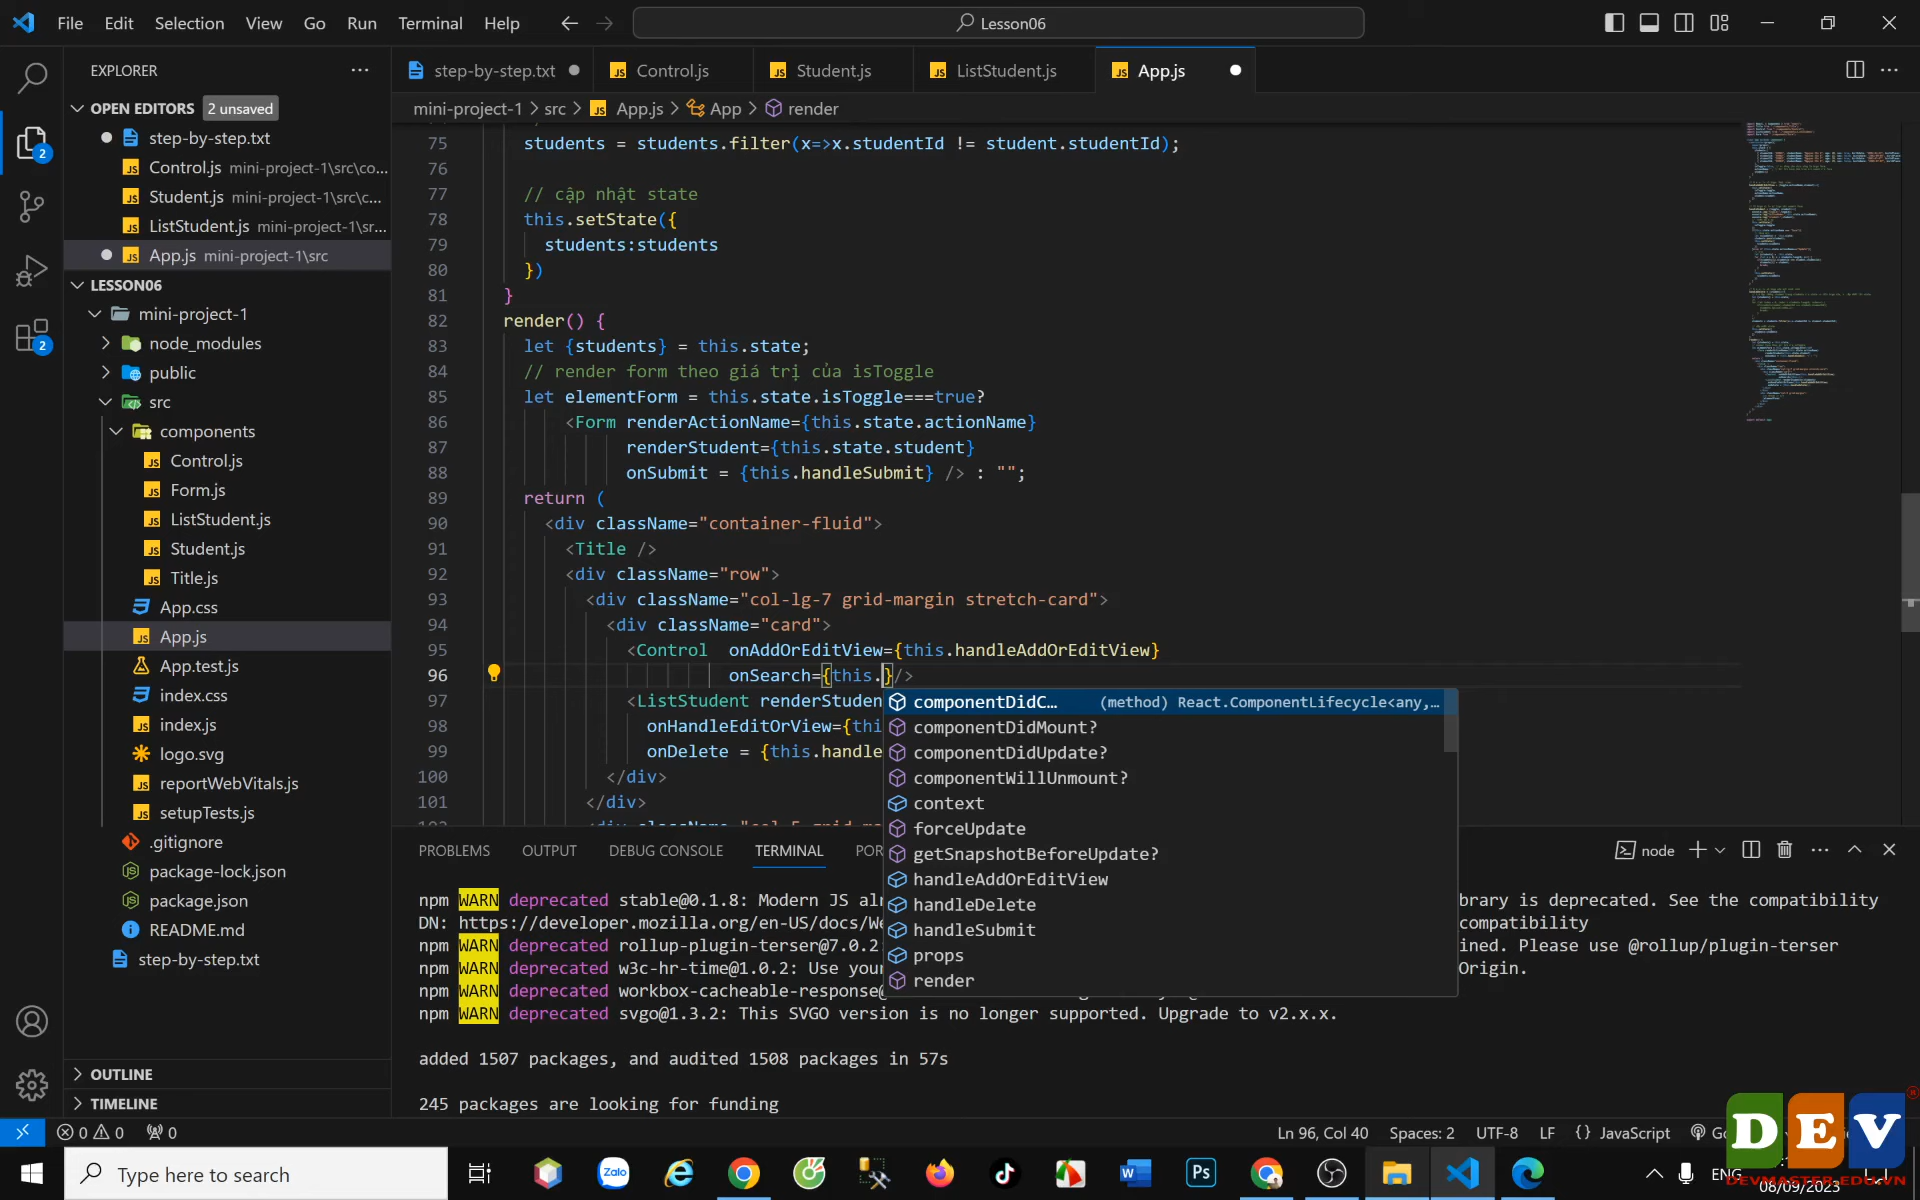 File Edit Selection View Go Run Terminal Help
Lesson06
EXPLORER
step-by-step.txt
Control.js
Student.js
ListStudent.js
App.js
OPEN EDITORS 2 unsaved
step-by-step.txt
Control.js mini-project-1\src\co...
Student.js mini-project-1\src\c...
ListStudent.js mini-project-1\sr...
App.js mini-project-1\src
LESSON06
mini-project-1
node_modules
public
src
components
Control.js
Form.js
ListStudent.js
Student.js
Title.js
App.css
App.js
App.test.js
index.css
index.js
logo.svg
reportWebVitals.js
setupTests.js
.gitignore
package-lock.json
package.json
README.md
step-by-step.txt
OUTLINE
TIMELINE
mini-project-1 > src > App.js > App > render
75 students = students.filter(x=>x.studentId != student.studentId);
76
77 // cập nhật state
78 this.setState({
79 students:students
80 })
81 }
82 render() {
83 let {students} = this.state;
84 // render form theo giá trị của isToggle
85 let elementForm = this.state.isToggle===true?
86 <Form renderActionName={this.state.actionName}
87 renderStudent={this.state.student}
88 onSubmit = {this.handleSubmit} /> : "";
89 return (
90 <div className="container-fluid">
91 <Title />
92 <div className="row">
93 <div className="col-lg-7 grid-margin stretch-card">
94 <div className="card">
95 <Control onAddOrEditView={this.handleAddOrEditView}
96 onSearch={this.}/>
97 <ListStudent renderStuden
98 onHandleEditOrView={thi
99 onDelete = {this.handle
100 </div>
101 </div>
componentDidC... (method) React.ComponentLifecycle<any,...
componentDidMount?
componentDidUpdate?
componentWillUnmount?
context
forceUpdate
getSnapshotBeforeUpdate?
handleAddOrEditView
handleDelete
handleSubmit
props
render
PROBLEMS OUTPUT DEBUG CONSOLE TERMINAL POR
node
npm WARN deprecated stable@0.1.8: Modern JS al
brary is deprecated. See the compatibility
DN: https://developer.mozilla.org/en-US/docs/We
compatibility
npm WARN deprecated rollup-plugin-terser@7.0.2:
ined. Please use @rollup/plugin-terser
npm WARN deprecated w3c-hr-time@1.0.2: Use your
Origin.
npm WARN deprecated workbox-cacheable-response@
npm WARN deprecated svgo@1.3.2: This SVGO version is no longer supported. Upgrade to v2.x.x.
added 1507 packages, and audited 1508 packages in 57s
245 packages are looking for funding
0 0 0
Ln 96, Col 40 Spaces: 2 UTF-8 LF {} JavaScript
Type here to search
Zalo
Ps
ENG
08/09/2023
DEV
DEVMASTER.EDU.VN